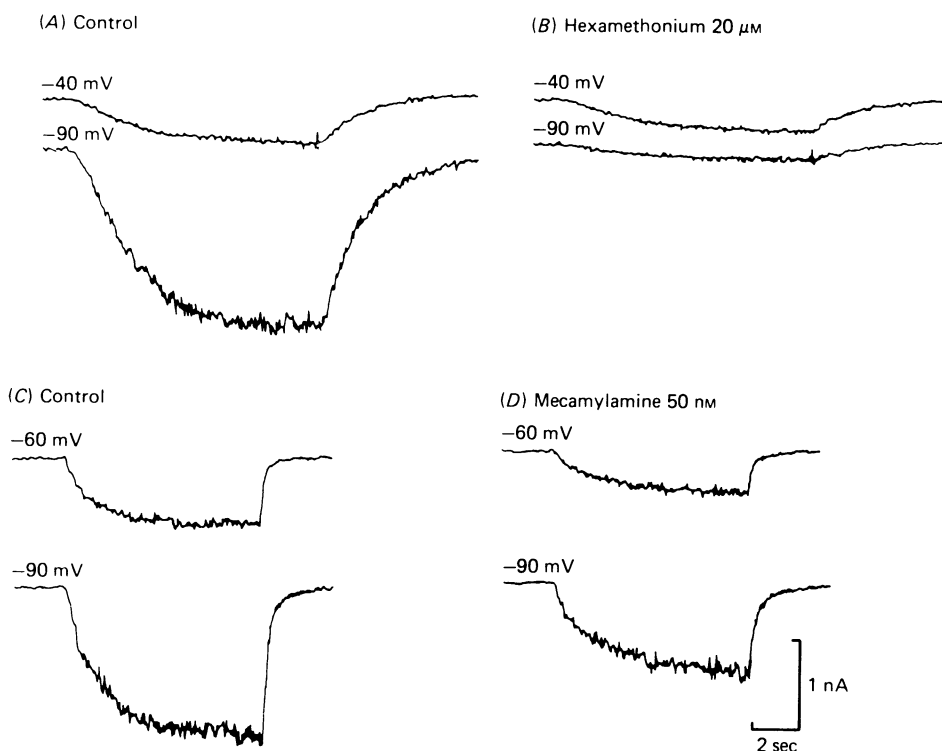 (A) Control
(B) Hexamethonium 20 μM
−40 mV
−90 mV
−40 mV
−90 mV
(C) Control
(D) Mecamylamine 50 nM
−60 mV
−90 mV
−60 mV
−90 mV
1 nA
2 sec